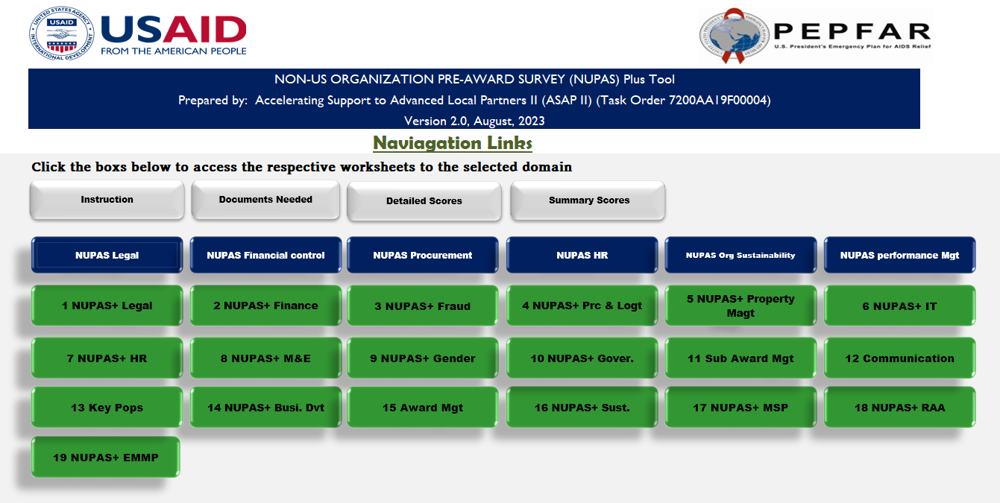 UNITED STATES AGENCY
USAID
INTERNATIONAL DEVELOPMENT
USAID
FROM THE AMERICAN PEOPLE
PEPFAR
U.S. President's Emergency Plan for AIDS Relief
NON-US ORGANIZATION PRE-AWARD SURVEY (NUPAS) Plus Tool
Prepared by: Accelerating Support to Advanced Local Partners II (ASAP II) (Task Order 7200AA19F00004)
Version 2.0, August, 2023
Naviagation Links
Click the boxs below to access the respective worksheets to the selected domain
Instruction
Documents Needed
Detailed Scores
Summary Scores
NUPAS Legal
NUPAS Financial control
NUPAS Procurement
NUPAS HR
NUPAS Org Sustainability
NUPAS performance Mgt
1 NUPAS+ Legal
2 NUPAS+ Finance
3 NUPAS+ Fraud
4 NUPAS+ Prc & Logt
5 NUPAS+ Property
Magt
6 NUPAS+ IT
7 NUPAS+ HR
8 NUPAS+ M&E
9 NUPAS+ Gender
10 NUPAS+ Gover.
11 Sub Award Mgt
12 Communication
13 Key Pops
14 NUPAS+ Busi. Dvt
15 Award Mgt
16 NUPAS+ Sust.
17 NUPAS+ MSP
18 NUPAS+ RAA
19 NUPAS+ EMMP